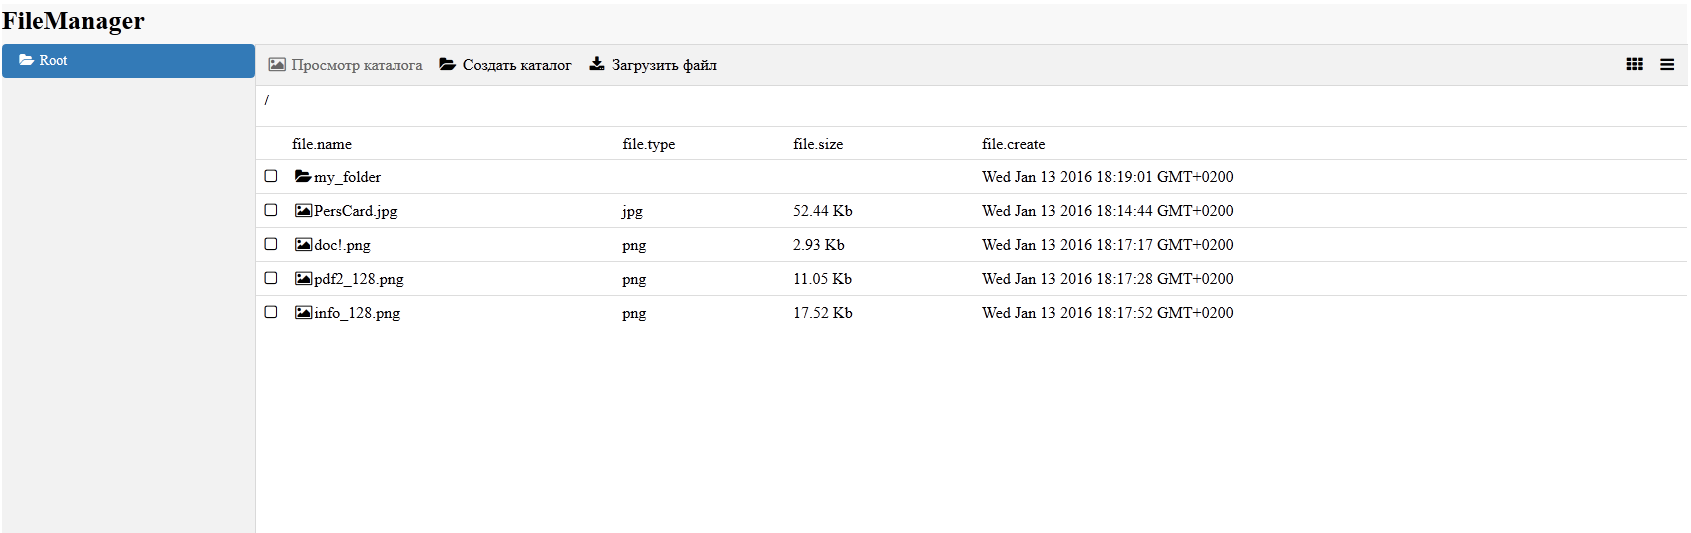 FileManager
Root
Просмотр каталога Создать каталог Загрузить файл
/
file.name file.type file.size file.create
my_folder Wed Jan 13 2016 18:19:01 GMT+0200
PersCard.jpg jpg 52.44 Kb Wed Jan 13 2016 18:14:44 GMT+0200
doc!.png png 2.93 Kb Wed Jan 13 2016 18:17:17 GMT+0200
pdf2_128.png png 11.05 Kb Wed Jan 13 2016 18:17:28 GMT+0200
info_128.png png 17.52 Kb Wed Jan 13 2016 18:17:52 GMT+0200